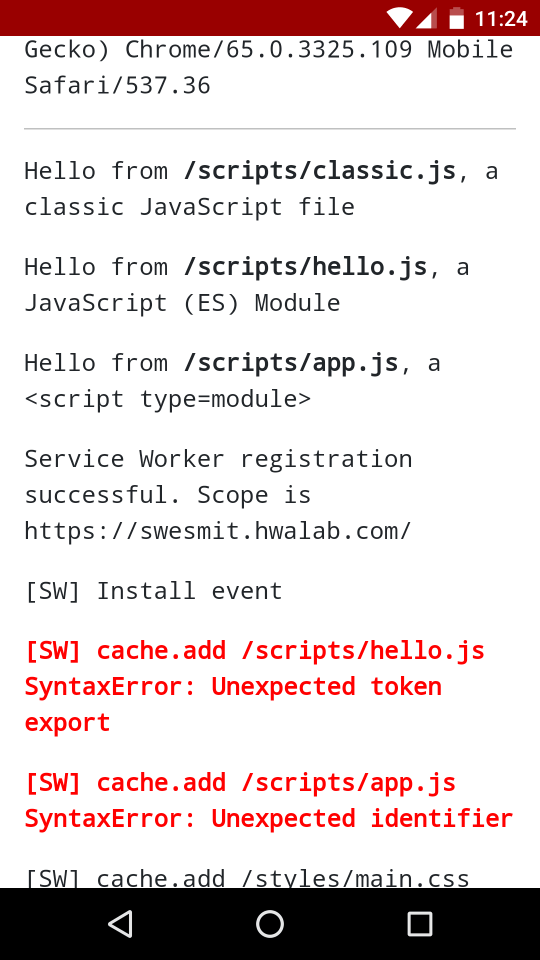 11:24
Gecko) Chrome/65.0.3325.109 Mobile
Safari/537.36
Hello from /scripts/classic.js, a
classic JavaScript file
Hello from /scripts/hello.js, a
JavaScript (ES) Module
Hello from /scripts/app.js, a
<script type=module>
Service Worker registration
successful. Scope is
https://swesmit.hwalab.com/
[SW] Install event
[SW] cache.add /scripts/hello.js
SyntaxError: Unexpected token
export
[SW] cache.add /scripts/app.js
SyntaxError: Unexpected identifier
[SW] cache.add /styles/main.css